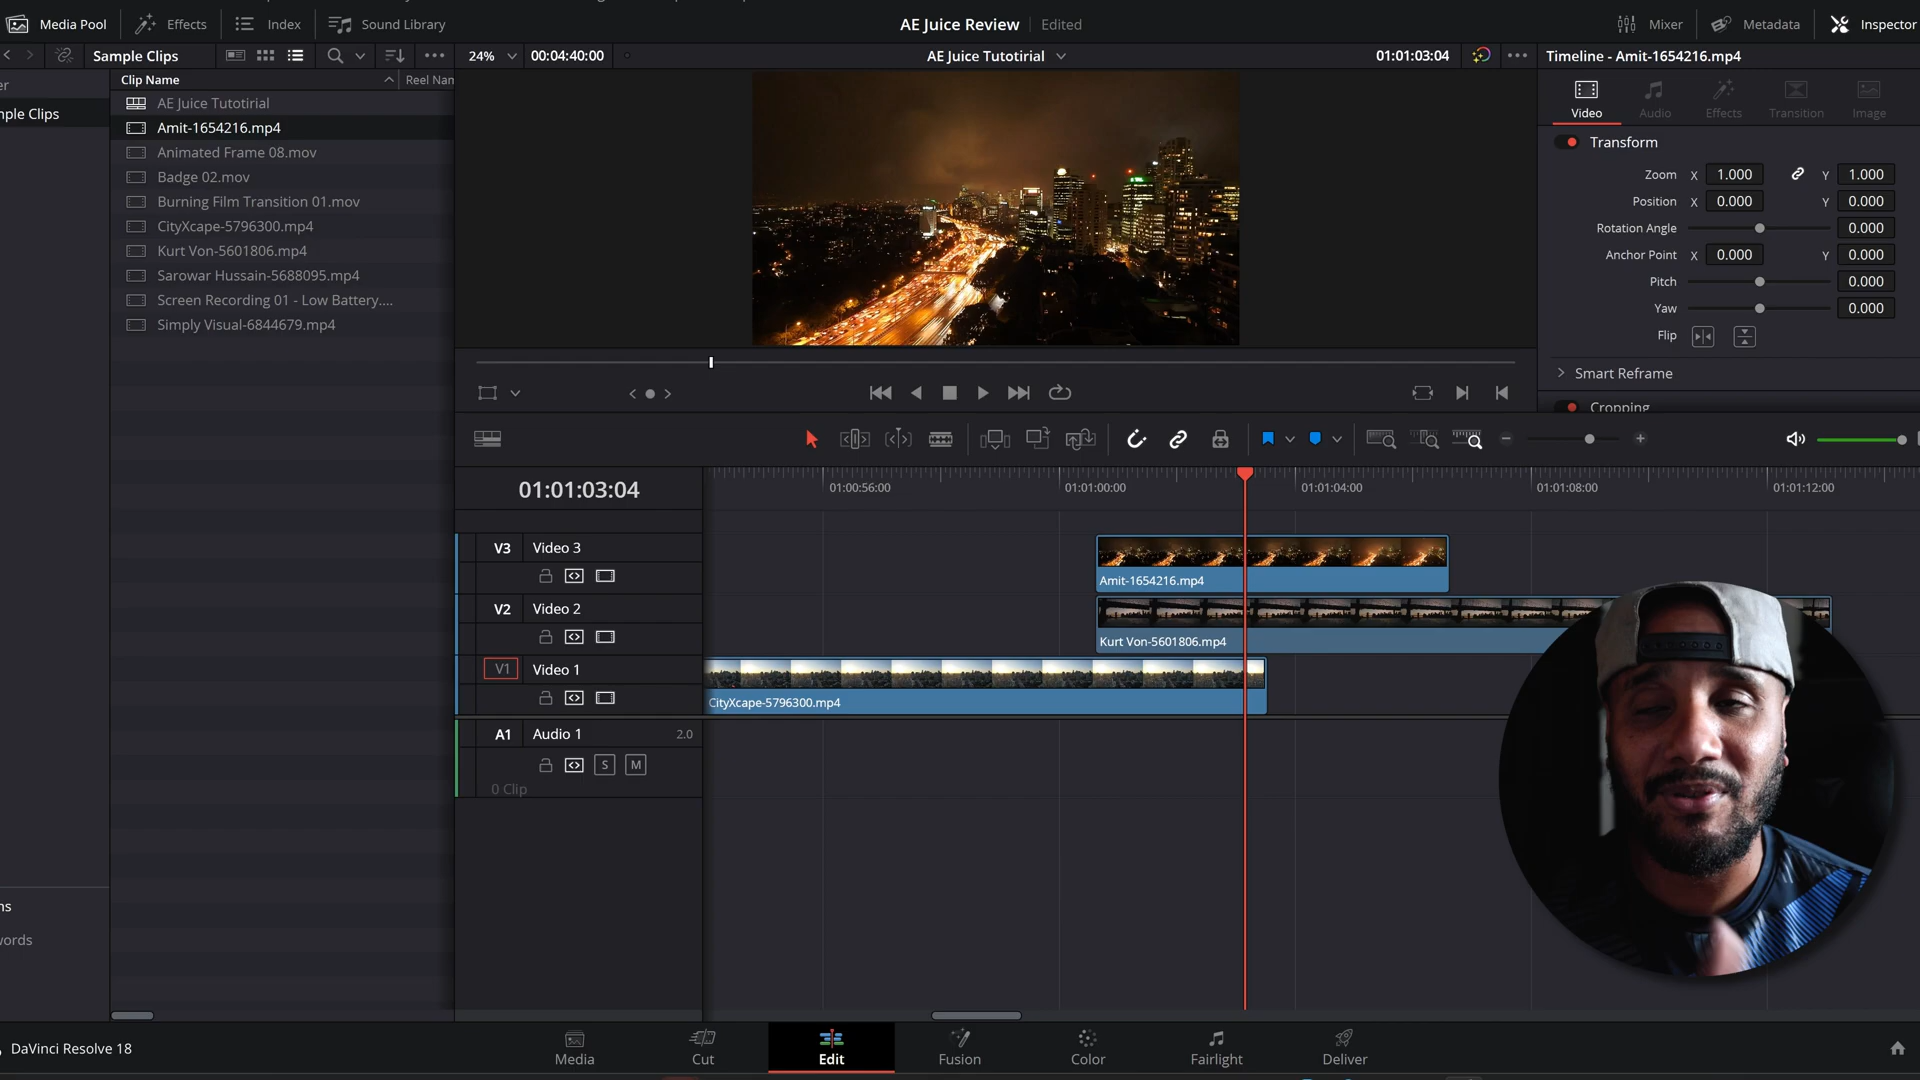 Media Pool Effects Index Sound Library AE Juice Review Edited Mixer Metadata Inspector
Sample Clips 24% 00:04:40:00 AE Juice Tutotirial 01:01:03:04 Timeline - Amit-1654216.mp4
Clip Name Reel Nam
er
ple Clips
AE Juice Tutotirial
Amit-1654216.mp4
Animated Frame 08.mov
Badge 02.mov
Burning Film Transition 01.mov
CityXcape-5796300.mp4
Kurt Von-5601806.mp4
Sarowar Hussain-5688095.mp4
Screen Recording 01 - Low Battery....
Simply Visual-6844679.mp4
Video Audio Effects Transition Image
Transform
Zoom X 1.000 Y 1.000
Position X 0.000 Y 0.000
Rotation Angle 0.000
Anchor Point X 0.000 Y 0.000
Pitch 0.000
Yaw 0.000
Flip
Smart Reframe
Cropping
01:01:03:04 01:00:56:00 01:01:00:00 01:01:04:00 01:01:08:00 01:01:12:00
V3 Video 3
Amit-1654216.mp4
V2 Video 2
Kurt Von-5601806.mp4
V1 Video 1
CityXcape-5796300.mp4
A1 Audio 1 2.0
S M
0 Clip
ns
vords
DaVinci Resolve 18 Media Cut Edit Fusion Color Fairlight Deliver